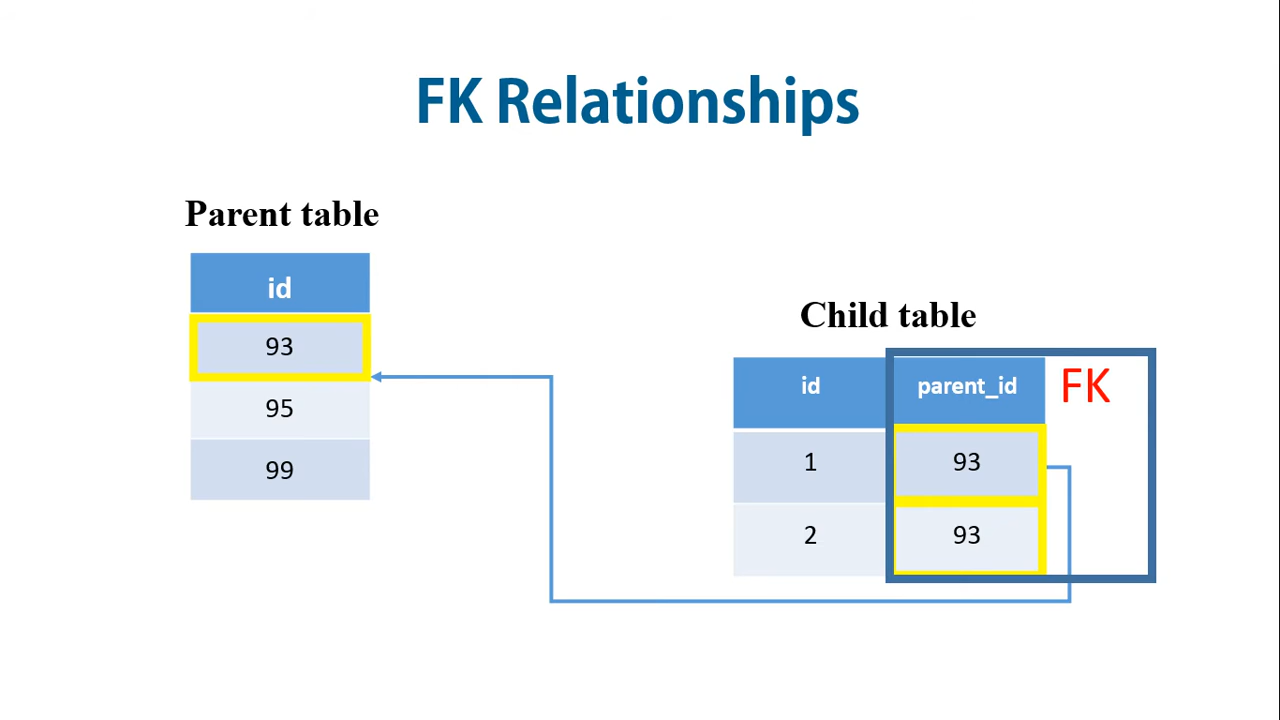 FK Relationships
Parent table
id
93
95
99
Child table
id parent_id FK
1 93
2 93